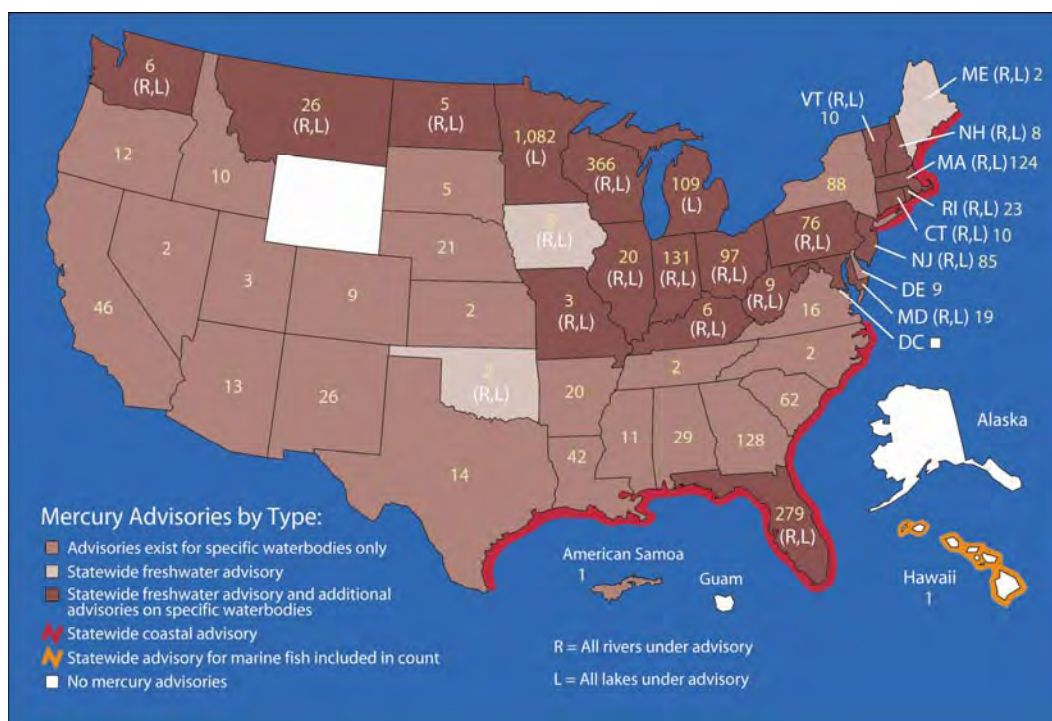 6
(R,L)
26
(R,L)
5
(R,L)
1,082
(L)
366
(R,L)
109
(L)
VT (R,L)
10
ME (R,L) 2
NH (R,L) 8
MA (R,L) 124
RI (R,L) 23
CT (R,L) 10
NJ (R,L) 85
DE 9
MD (R,L) 19
DC
12
10
5
88
2
3
9
21
(R,L)
20
(R,L)
131
(R,L)
97
(R,L)
76
(R,L)
46
2
3
(R,L)
6
(R,L)
9
(R,L)
16
13
26
(R,L)
20
2
2
62
14
42
11
29
128
279
(R,L)
Alaska
Hawaii
1
American Samoa
1
Guam
Mercury Advisories by Type:
Advisories exist for specific waterbodies only
Statewide freshwater advisory
Statewide freshwater advisory and additional
advisories on specific waterbodies
Statewide coastal advisory
Statewide advisory for marine fish included in count
No mercury advisories
R = All rivers under advisory
L = All lakes under advisory